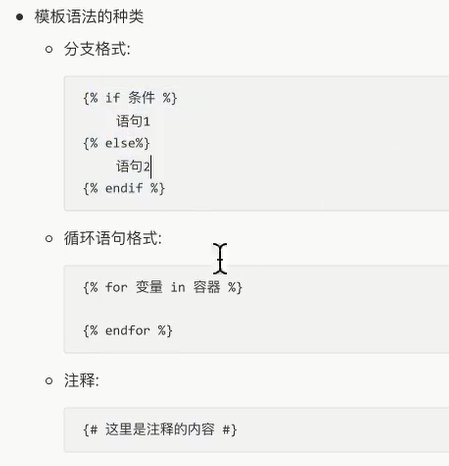 模板语法的种类
分支格式:
{% if 条件 %}
语句1
{% else%}
语句2
{% endif %}
循环语句格式:
{% for 变量 in 容器 %}
{% endfor %}
注释:
{# 这里是注释的内容 #}